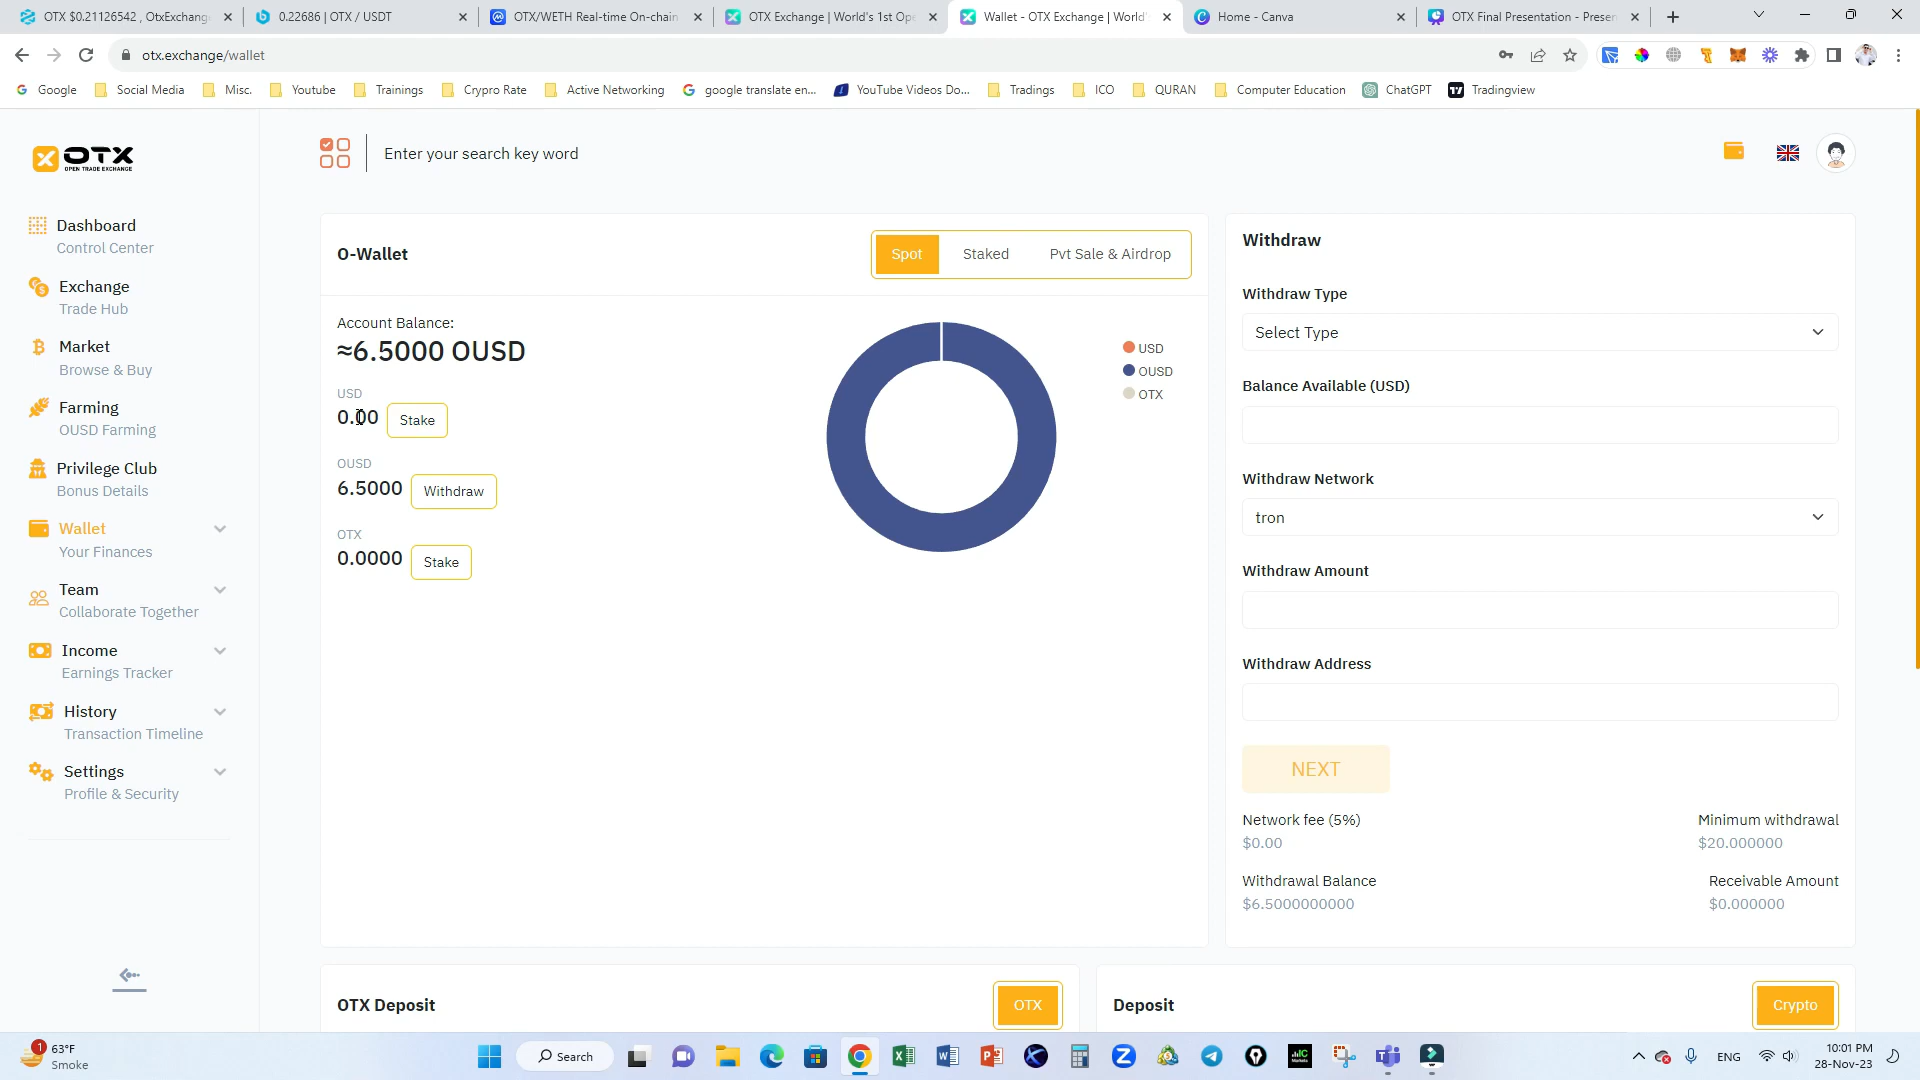 OTX $0.21126542 , OtxExchang
0.22686 | OTX / USDT
OTX/WETH Real-time On-chain
OTX Exchange | World's 1st Ope
Wallet - OTX Exchange | World'
Home - Canva
OTX Final Presentation - Presen
otx.exchange/wallet
Google
Social Media
Misc.
Youtube
Trainings
Crypro Rate
Active Networking
google translate en...
YouTube Videos Do...
Tradings
ICO
QURAN
Computer Education
ChatGPT
Tradingview
OTX
OPEN TRADE EXCHANGE
Enter your search key word
Dashboard
Control Center
Exchange
Trade Hub
Market
Browse & Buy
Farming
OUSD Farming
Privilege Club
Bonus Details
Wallet
Your Finances
Team
Collaborate Together
Income
Earnings Tracker
History
Transaction Timeline
Settings
Profile & Security
O-Wallet
Spot
Staked
Pvt Sale & Airdrop
Account Balance:
≈6.5000 OUSD
USD
0.00
Stake
OUSD
6.5000
Withdraw
OTX
0.0000
Stake
USD
OUSD
OTX
Withdraw
Withdraw Type
Select Type
Balance Available (USD)
Withdraw Network
tron
Withdraw Amount
Withdraw Address
NEXT
Network fee (5%)
Minimum withdrawal
$0.00
$20.000000
Withdrawal Balance
Receivable Amount
$6.5000000000
$0.000000
OTX Deposit
OTX
Deposit
Crypto
1
63°F
Smoke
Search
ENG
10:01 PM
28-Nov-23